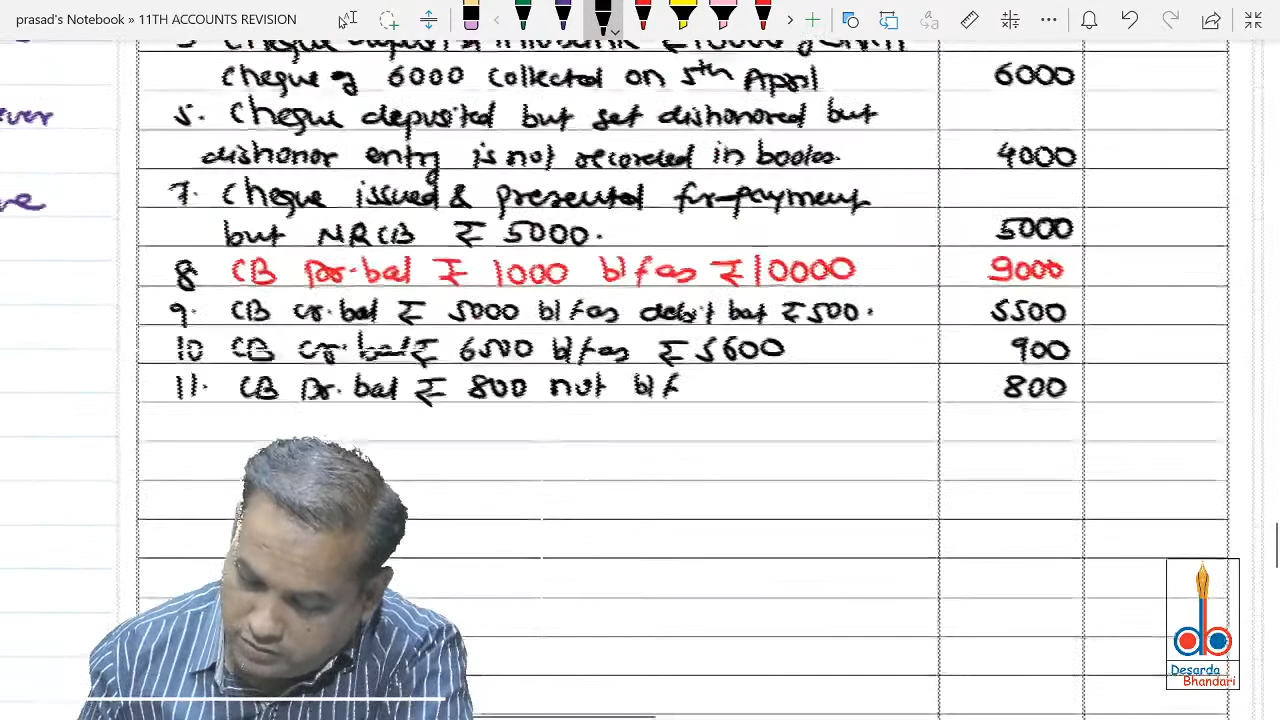 prasad's Notebook » 11TH ACCOUNTS REVISION
cheque of 6000 collected on 5th April 6000
ever
5. Cheque deposited but get dishonored but
dishonor entry is not recorded in books. 4000
7. Cheque issued & presented for payment
but NRCB ₹ 5000. 5000
8 CB Dr. bal ₹ 1000 b/f as ₹10000 9000
9. CB cr. bal ₹ 5000 b/f as debit bal ₹500. 5500
10 CB cr. bal ₹ 6500 b/f as ₹ 5600 900
11. CB Dr. bal ₹ 800 not b/f 800
Desarda
Bhandari